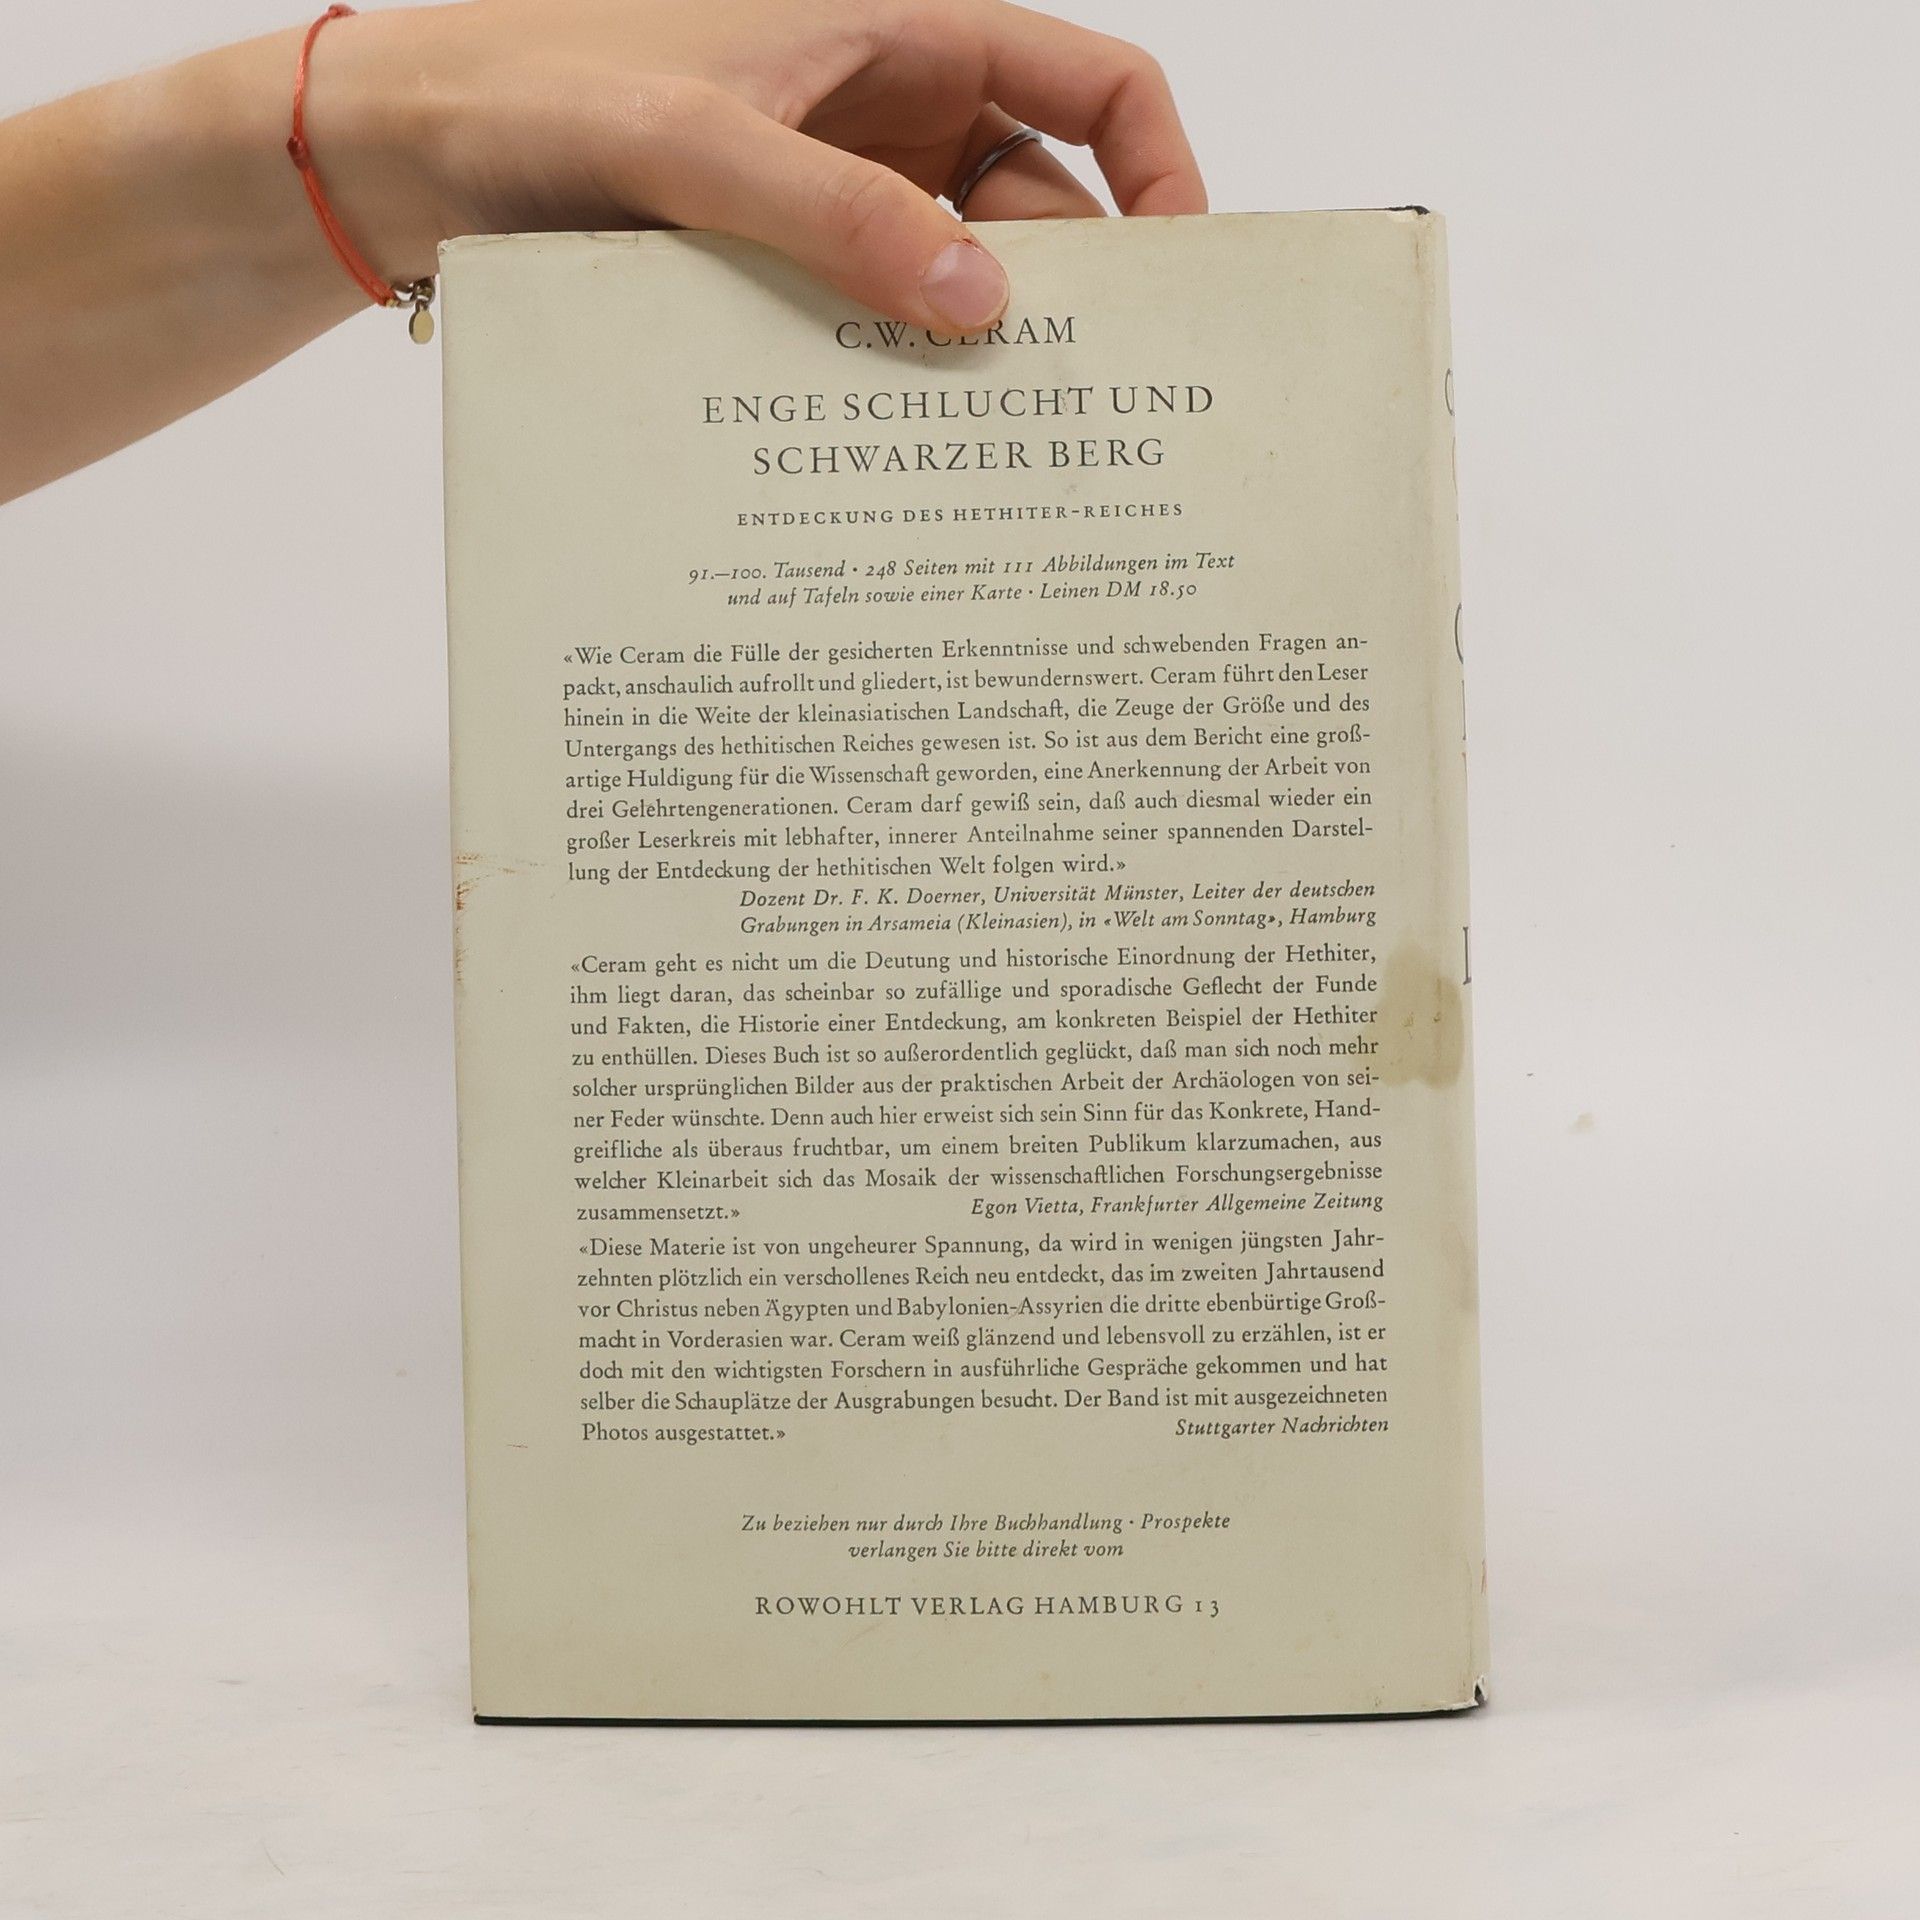 C.W. CERAM
ENGE SCHLUCHT UND
SCHWARZER BERG
ENTDECKUNG DES HETHITER-REICHES
91.—100. Tausend · 248 Seiten mit 111 Abbildungen im Text
und auf Tafeln sowie einer Karte · Leinen DM 18.50
«Wie Ceram die Fülle der gesicherten Erkenntnisse und schwebenden Fragen an-
packt, anschaulich aufrollt und gliedert, ist bewundernswert. Ceram führt den Leser
hinein in die Weite der kleinasiatischen Landschaft, die Zeuge der Größe und des
Untergangs des hethitischen Reiches gewesen ist. So ist aus dem Bericht eine groß-
artige Huldigung für die Wissenschaft geworden, eine Anerkennung der Arbeit von
drei Gelehrtengenerationen. Ceram darf gewiß sein, daß auch diesmal wieder ein
großer Leserkreis mit lebhafter, innerer Anteilnahme seiner spannenden Darstel-
lung der Entdeckung der hethitischen Welt folgen wird.»
Dozent Dr. F. K. Doerner, Universität Münster, Leiter der deutschen
Grabungen in Arsameia (Kleinasien), in «Welt am Sonntag», Hamburg
«Ceram geht es nicht um die Deutung und historische Einordnung der Hethiter,
ihm liegt daran, das scheinbar so zufällige und sporadische Geflecht der Funde
und Fakten, die Historie einer Entdeckung, am konkreten Beispiel der Hethiter
zu enthüllen. Dieses Buch ist so außerordentlich geglückt, daß man sich noch mehr
solcher ursprünglichen Bilder aus der praktischen Arbeit der Archäologen von sei-
ner Feder wünschte. Denn auch hier erweist sich sein Sinn für das Konkrete, Hand-
greifliche als überaus fruchtbar, um einem breiten Publikum klarzumachen, aus
welcher Kleinarbeit sich das Mosaik der wissenschaftlichen Forschungsergebnisse
zusammensetzt.» Egon Vietta, Frankfurter Allgemeine Zeitung
«Diese Materie ist von ungeheurer Spannung, da wird in wenigen jüngsten Jahr-
zehnten plötzlich ein verschollenes Reich neu entdeckt, das im zweiten Jahrtausend
vor Christus neben Ägypten und Babylonien-Assyrien die dritte ebenbürtige Groß-
macht in Vorderasien war. Ceram weiß glänzend und lebensvoll zu erzählen, ist er
doch mit den wichtigsten Forschern in ausführliche Gespräche gekommen und hat
selber die Schauplätze der Ausgrabungen besucht. Der Band ist mit ausgezeichneten
Photos ausgestattet.» Stuttgarter Nachrichten
Zu beziehen nur durch Ihre Buchhandlung · Prospekte
verlangen Sie bitte direkt vom
ROWOHLT VERLAG HAMBURG 13